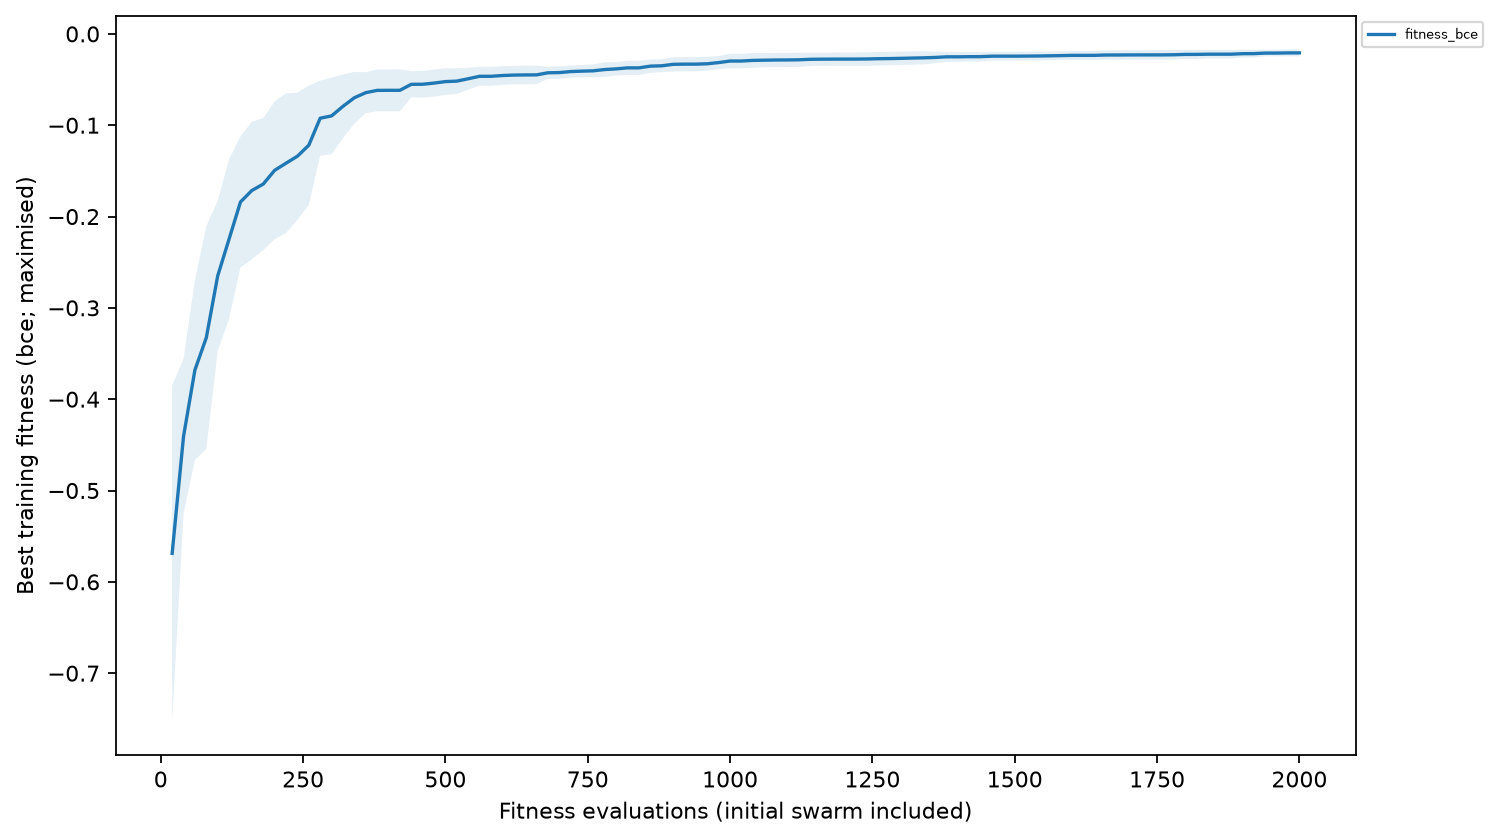 fitness_bce
Best training fitness (bce; maximised)
0.0
−0.1
−0.2
−0.3
−0.4
−0.5
−0.6
−0.7
0 250 500 750 1000 1250 1500 1750 2000
Fitness evaluations (initial swarm included)